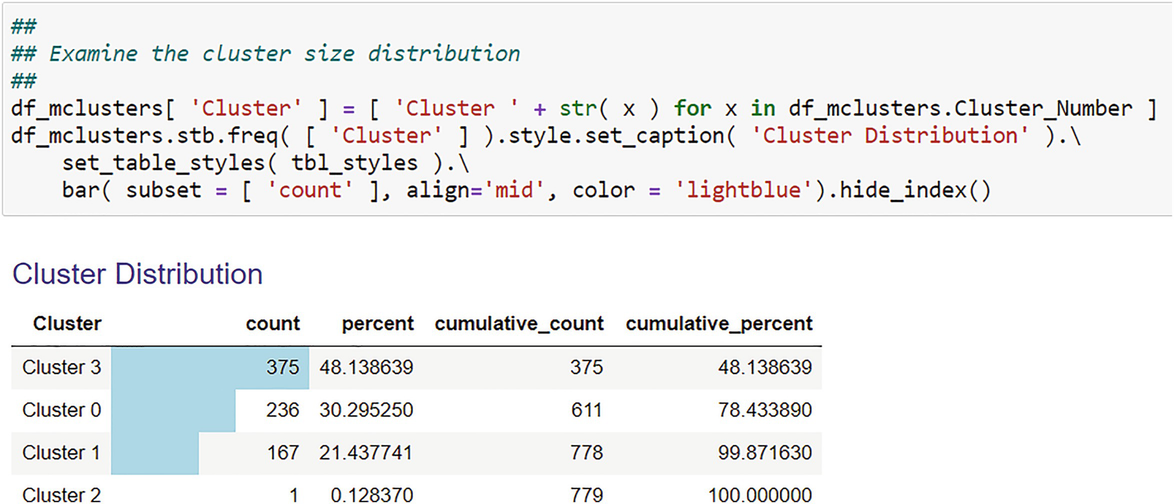 ##
## Examine the cluster size distribution
##
df_mclusters[ 'Cluster' ] = [ 'Cluster ' + str( x ) for x in df_mclusters.Cluster_Number ]
df_mclusters.stb.freq( [ 'Cluster' ] ).style.set_caption( 'Cluster Distribution' ).\
    set_table_styles( tbl_styles ).\
    bar( subset = [ 'count' ], align='mid', color = 'lightblue').hide_index()
Cluster Distribution
Cluster count percent cumulative_count cumulative_percent
Cluster 3 375 48.138639 375 48.138639
Cluster 0 236 30.295250 611 78.433890
Cluster 1 167 21.437741 778 99.871630
Cluster 2 1 0.128370 779 100.000000